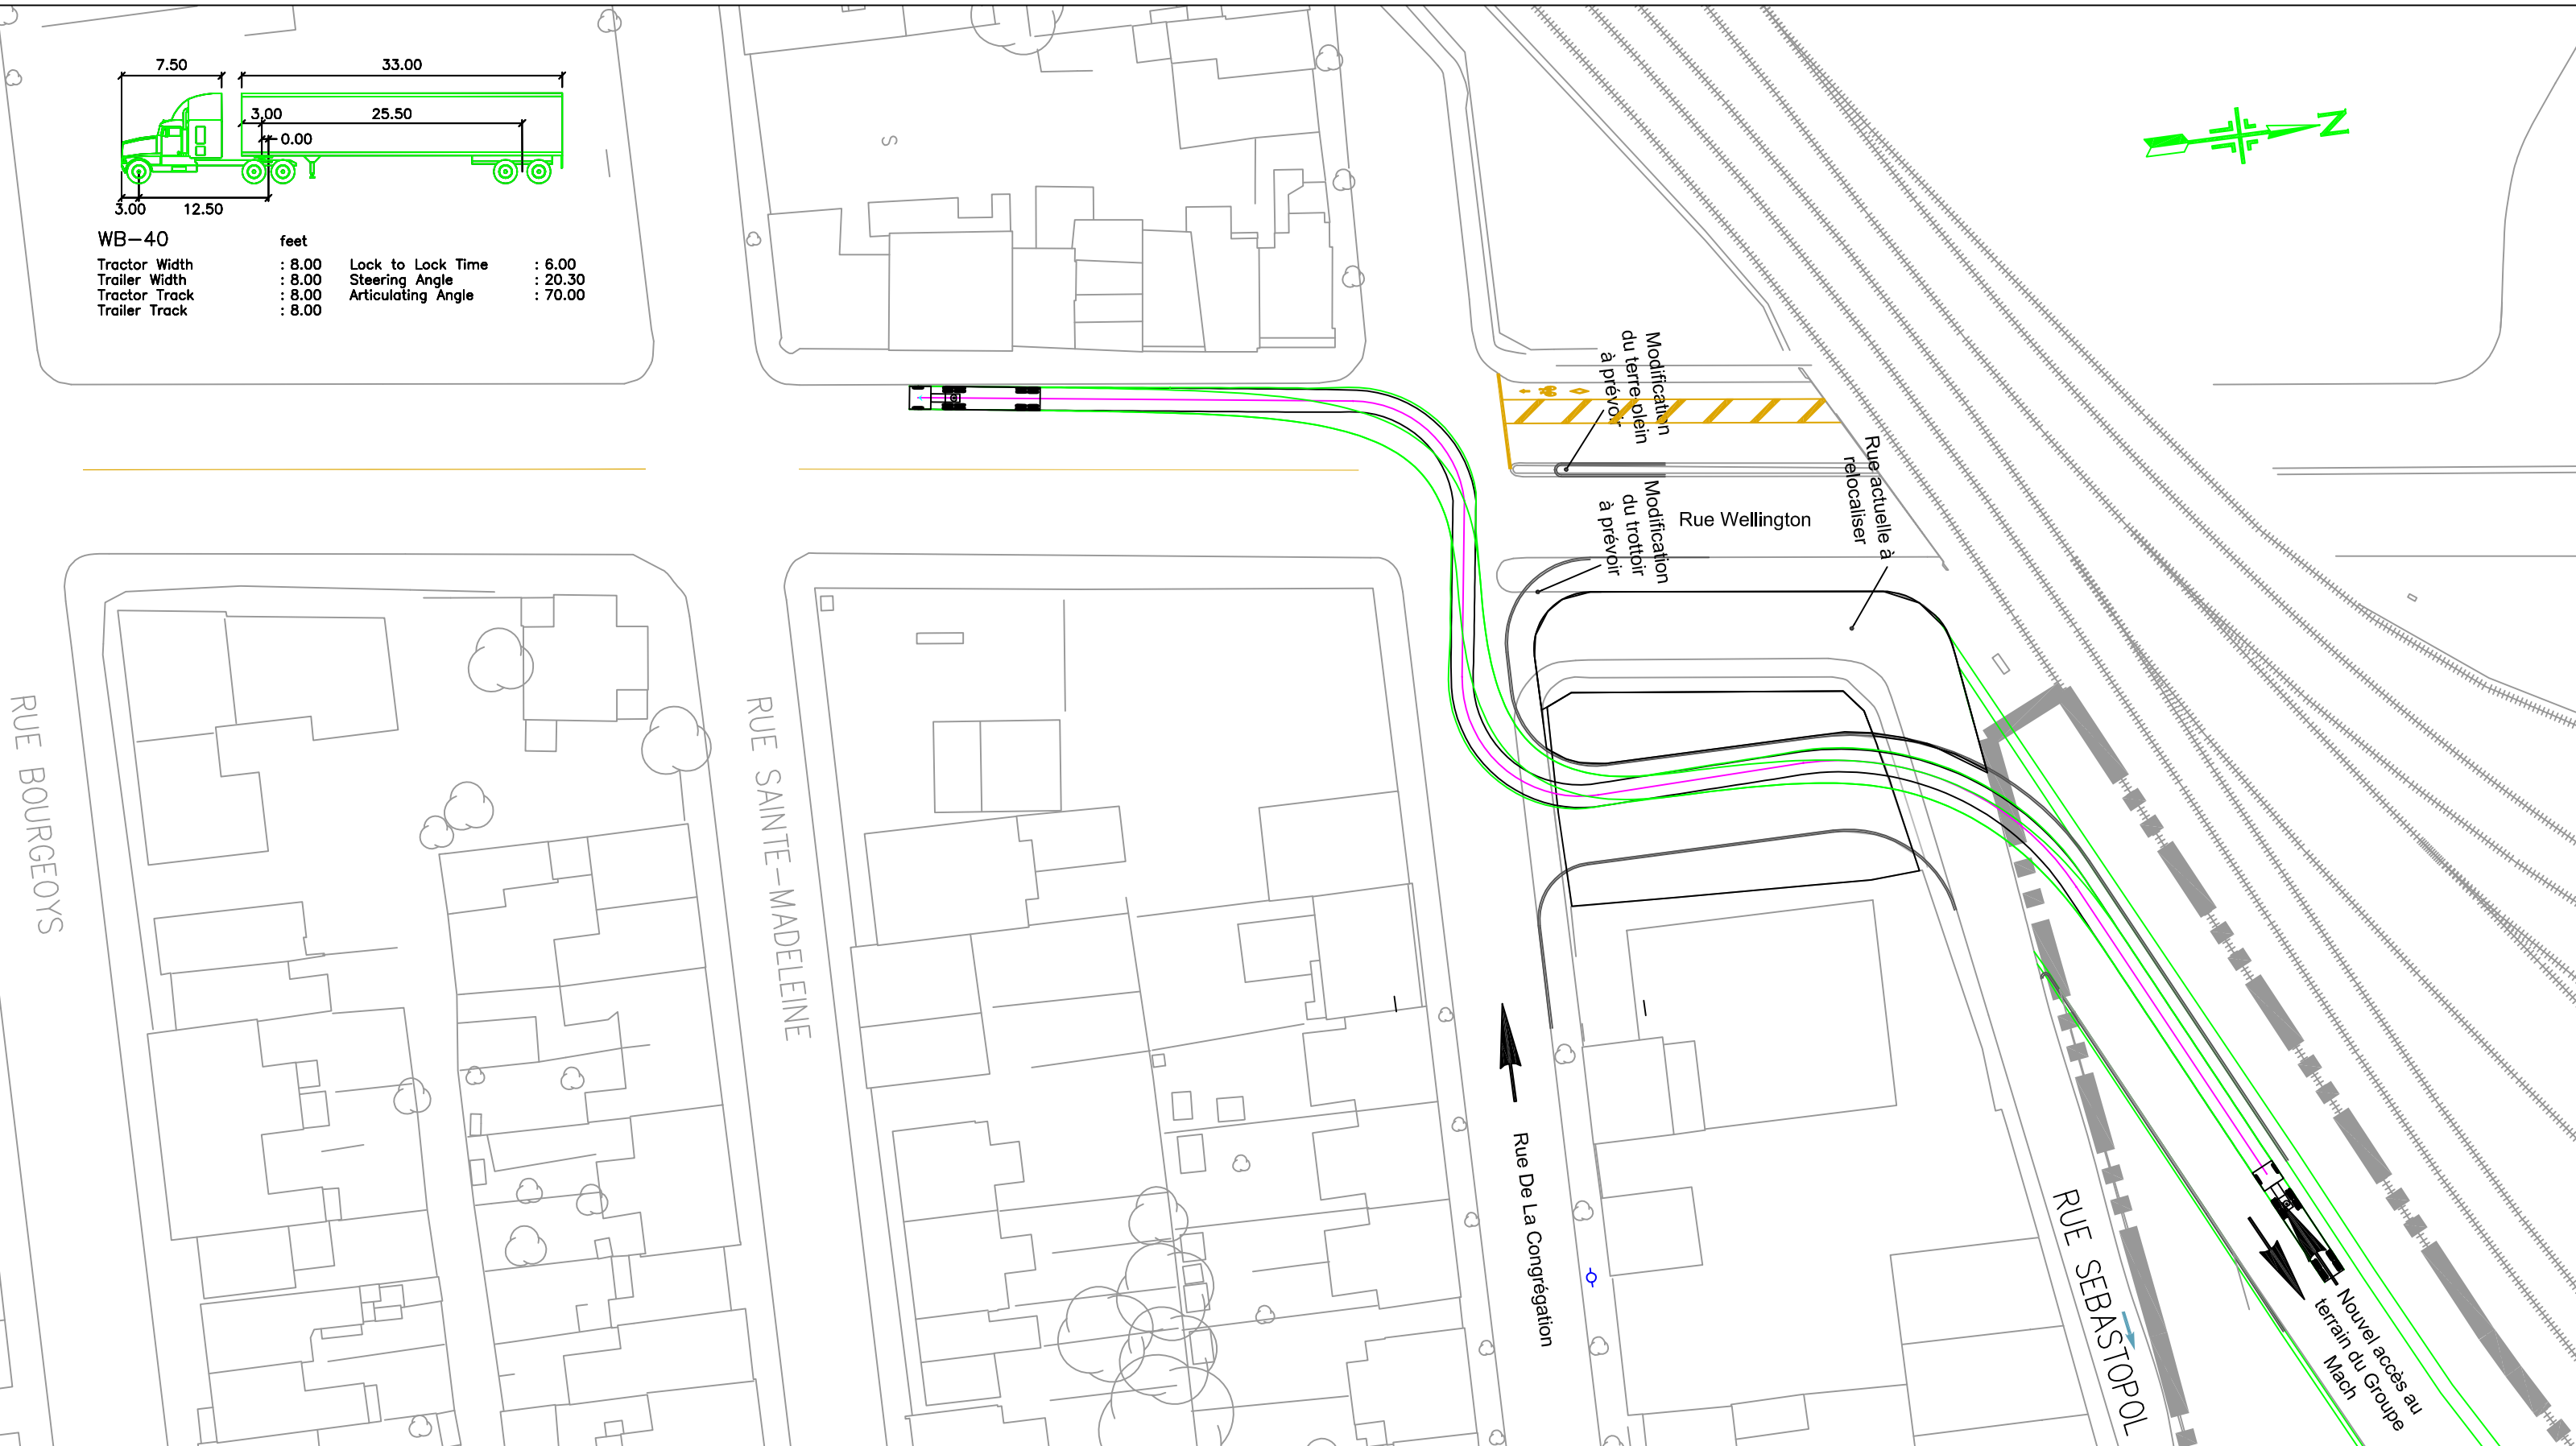 7.50
33.00
3.00
25.50
0.00
3.00
12.50
WB-40
feet
Tractor Width : 8.00
Trailer Width : 8.00
Tractor Track : 8.00
Trailer Track : 8.00
Lock to Lock Time : 6.00
Steering Angle : 20.30
Articulating Angle : 70.00
S
N
Modification
du terre-plein
à prévoir
Rue actuelle à
relocaliser
Modification
du trottoir
à prévoir
Rue Wellington
RUE BOURGEOYS
RUE SAINTE-MADELEINE
Rue De La Congrégation
RUE SEBASTOPOL
Nouvel accès au
terrain du Groupe
Mach